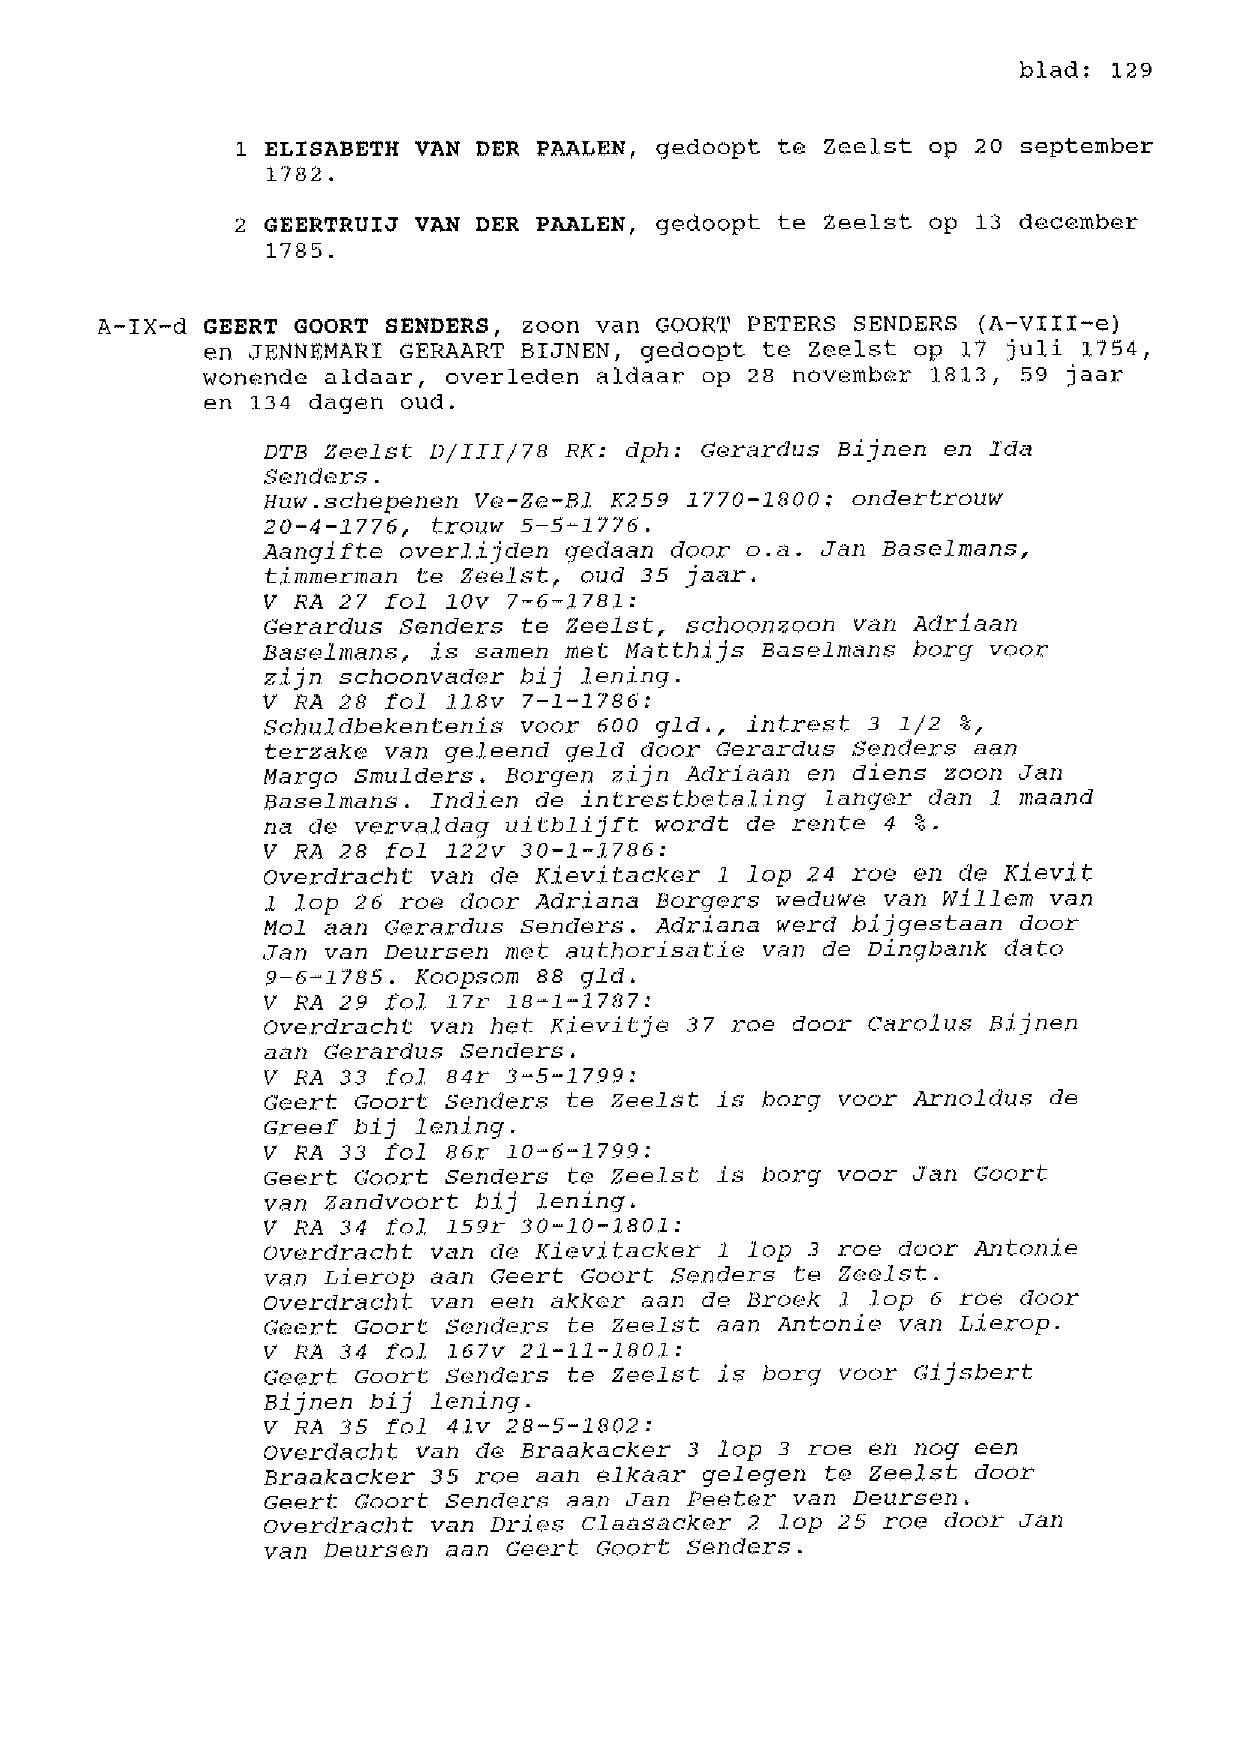 blad: 129
1 ELISABETH VAN DER PAALEN, gedoopt te Zeelst op 20 september
1782.
2 GEERTRUIJ VAN DER PAALEN, gedoopt te Zeelst op 13 december
1785.
A-IX-d GEERT GOORT SENDERS, zoon van GOORT PETERS SENDERS (A-VIII-e)
en JENNEMARI GERAART BIJNEN, gedoopt te Zeelst op 17 juli 1754,
wonende aldaar, overleden aldaar op 28 november 1813, 59 jaar
en 134 dagen oud.
DTB Zeelst D/III/78 RK: dph: Gerardus Bijnen en Ida
Senders.
Huw.schepenen Ve-Ze-Bl K259 1770-1800: ondertrouw
20-4-1776, trouw 5-5-1776.
Aangifte overlijden gedaan door o.a. Jan Baselmans,
timmerman te Zeelst, oud 35 jaar.
V RA 27 fol 10v 7-6-1781:
Gerardus Senders te Zeelst, schoonzoon van Adriaan
Baselmans, is samen met Matthijs Baselmans borg voor
zijn schoonvader bij lening.
V RA 28 fol 118v 7-1-1786:
Schuldbekentenis voor 600 gld., intrest 3 1/2 %,
terzake van geleend geld door Gerardus Senders aan
Margo Smulders. Borgen zijn Adriaan en diens zoon Jan
Baselmans. Indien de intrestbetaling langer dan 1 maand
na de vervaldag uitblijft wordt de rente 4 %.
V RA 28 fol 122v 30-1-1786:
Overdracht van de Kievitacker 1 lop 24 roe en de Kievit
1 lop 26 roe door Adriana Borgers weduwe van Willem van
Mol aan Gerardus Senders. Adriana werd bijgestaan door
Jan van Deursen met authorisatie van de Dingbank dato
9-6-1785. Koopsom 88 gld.
V RA 29 fol 17r 18-1-1787:
Overdracht van het Kievitje 37 roe door Carolus Bijnen
aan Gerardus Senders.
V RA 33 fol 84r 3-5-1799:
Geert Goort Senders te Zeelst is borg voor Arnoldus de
Greef bij lening.
V RA 33 fol 86r 10-6-1799:
Geert Goort Senders te Zeelst is borg voor Jan Goort
van Zandvoort bij lening.
V RA 34 fol 159r 30-10-1801:
Overdracht van de Kievitacker 1 lop 3 roe door Antonie
van Lierop aan Geert Goort Senders te Zeelst.
Overdracht van een akker aan de Broek 1 lop 6 roe door
Geert Goort Senders te Zeelst aan Antonie van Lierop.
V RA 34 fol 167v 21-11-1801:
Geert Goort Senders te Zeelst is borg voor Gijsbert
Bijnen bij lening.
V RA 35 fol 41v 28-5-1802:
Overdacht van de Braakacker 3 lop 3 roe en nog een
Braakacker 35 roe aan elkaar gelegen te Zeelst door
Geert Goort Senders aan Jan Peeter van Deursen.
Overdracht van Dries Claasacker 2 lop 25 roe door Jan
van Deursen aan Geert Goort Senders.